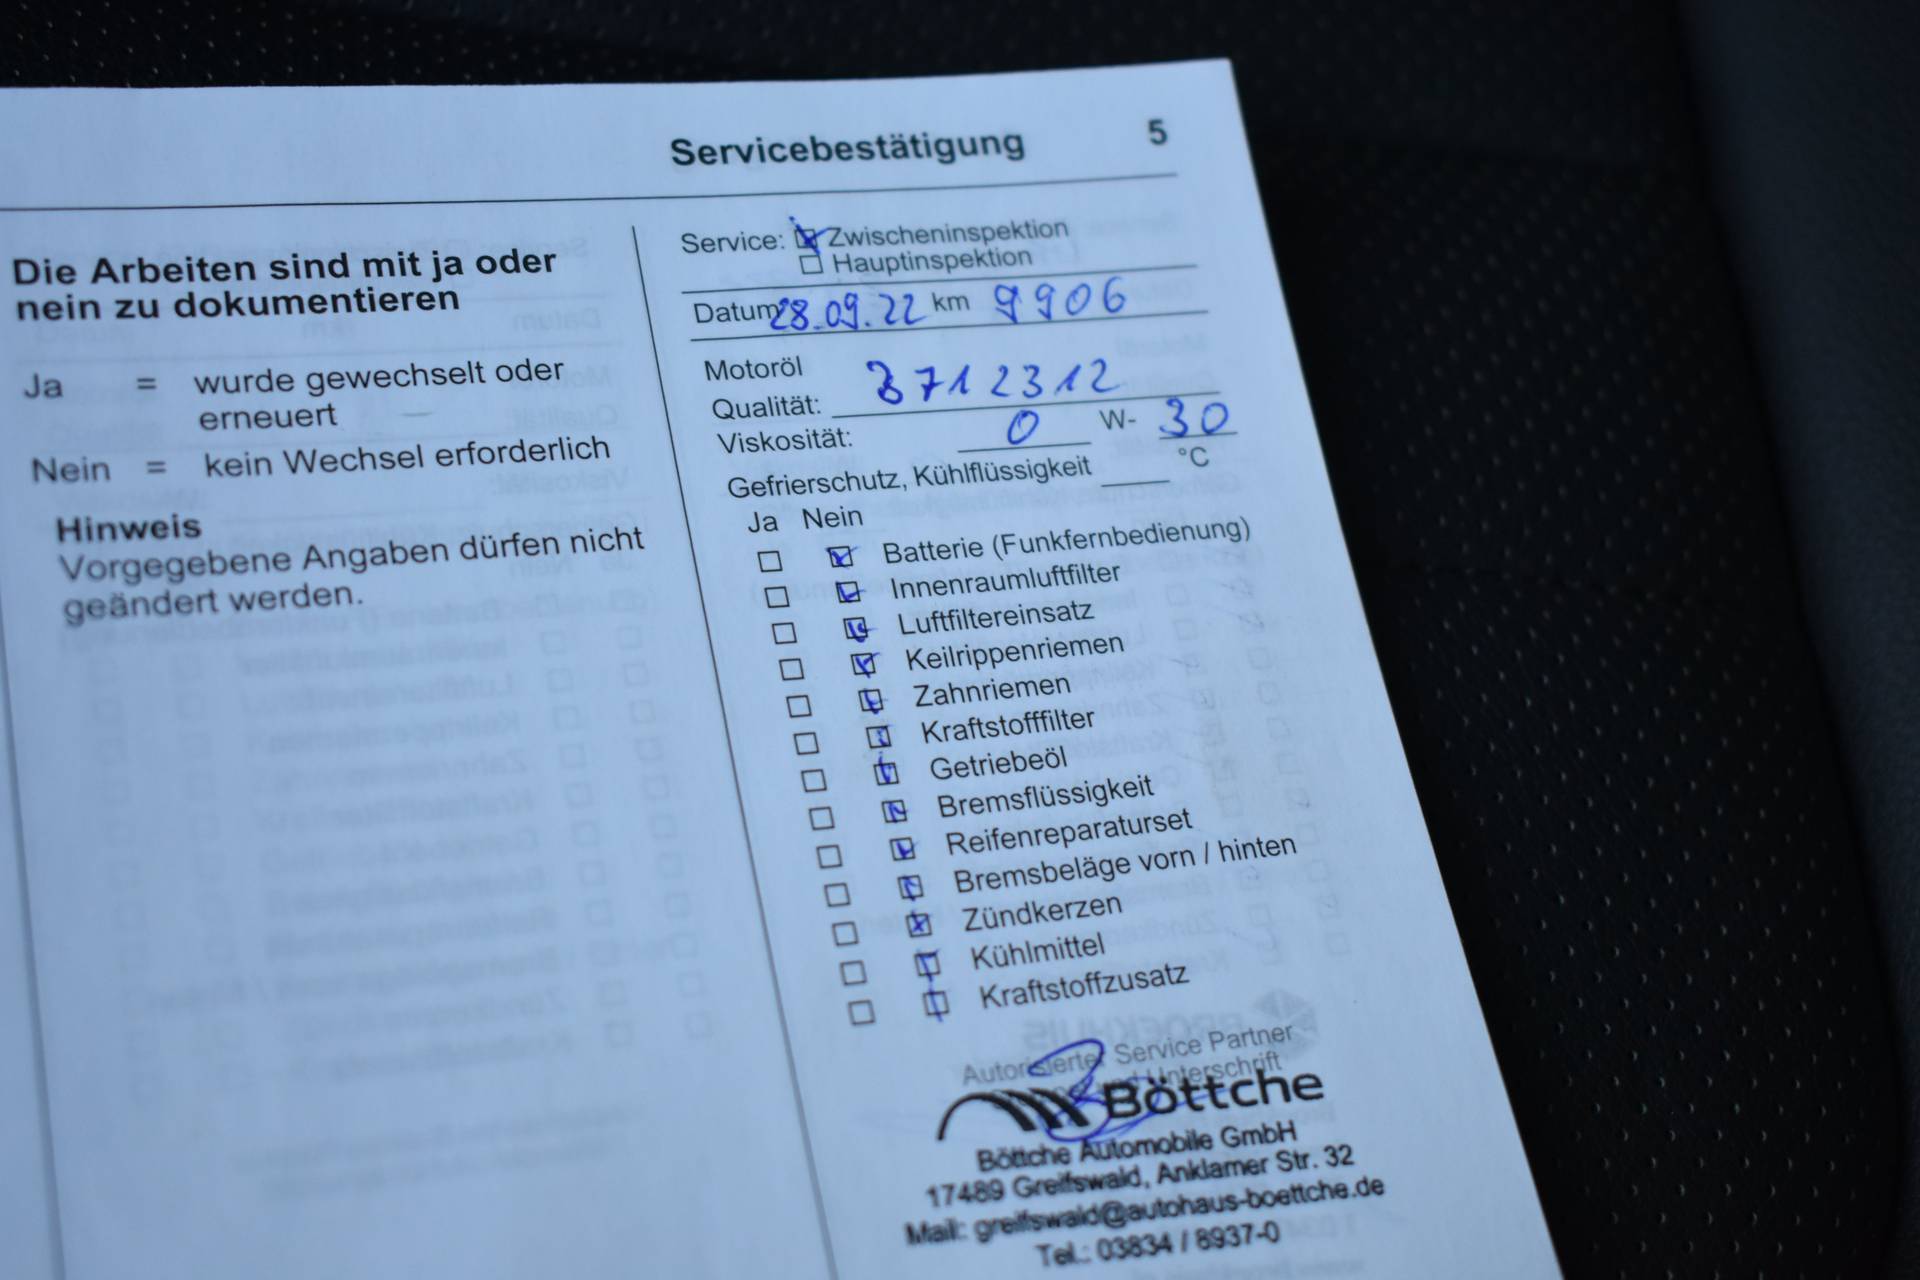 Servicebestätigung 5
Die Arbeiten sind mit ja oder
nein zu dokumentieren
Ja = wurde gewechselt oder
erneuert
Nein = kein Wechsel erforderlich
Hinweis
Vorgegebene Angaben dürfen nicht
geändert werden.
Service: Zwischeninspektion
Hauptinspektion
Datum 28.09.22 km 9906
Motoröl
Qualität: 8712312
Viskosität: 0 W- 30
Gefrierschutz, Kühlflüssigkeit °C
Ja Nein
Batterie (Funkfernbedienung)
Innenraumluftfilter
Luftfiltereinsatz
Keilrippenriemen
Zahnriemen
Kraftstofffilter
Getriebeöl
Bremsflüssigkeit
Reifenreparaturset
Bremsbeläge vorn / hinten
Zündkerzen
Kühlmittel
Kraftstoffzusatz
Autorisierter Service Partner
und Unterschrift
Böttche
Böttche Automobile GmbH
17489 Greifswald, Anklamer Str. 32
Mail: greifswald@autohaus-boettche.de
Tel.: 03834 / 8937-0